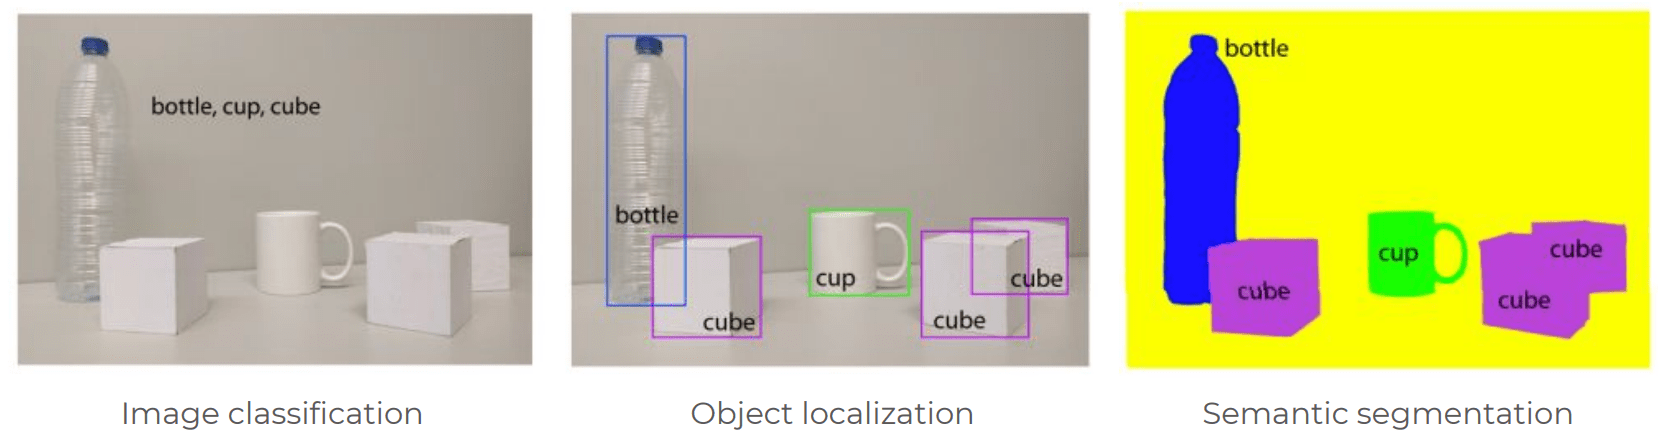 bottle, cup, cube
bottle
cup
cube
cube
cube
bottle
cup
cube
cube
cube
Image classification
Object localization
Semantic segmentation